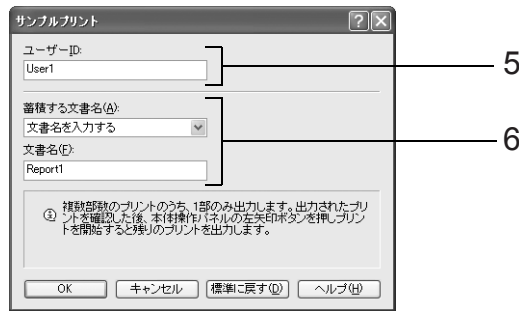 サンプルプリント
ユーザーID:
User1
5
蓄積する文書名(A):
文書名を入力する
6
文書名(F):
Report1
複数部数のプリントのうち、1部のみ出力します。出力されたプリ
ントを確認した後、本体操作パネルの左矢印ボタンを押しプリン
トを開始すると残りのプリントを出力します。
OK キャンセル 標準に戻す(D) ヘルプ(H)